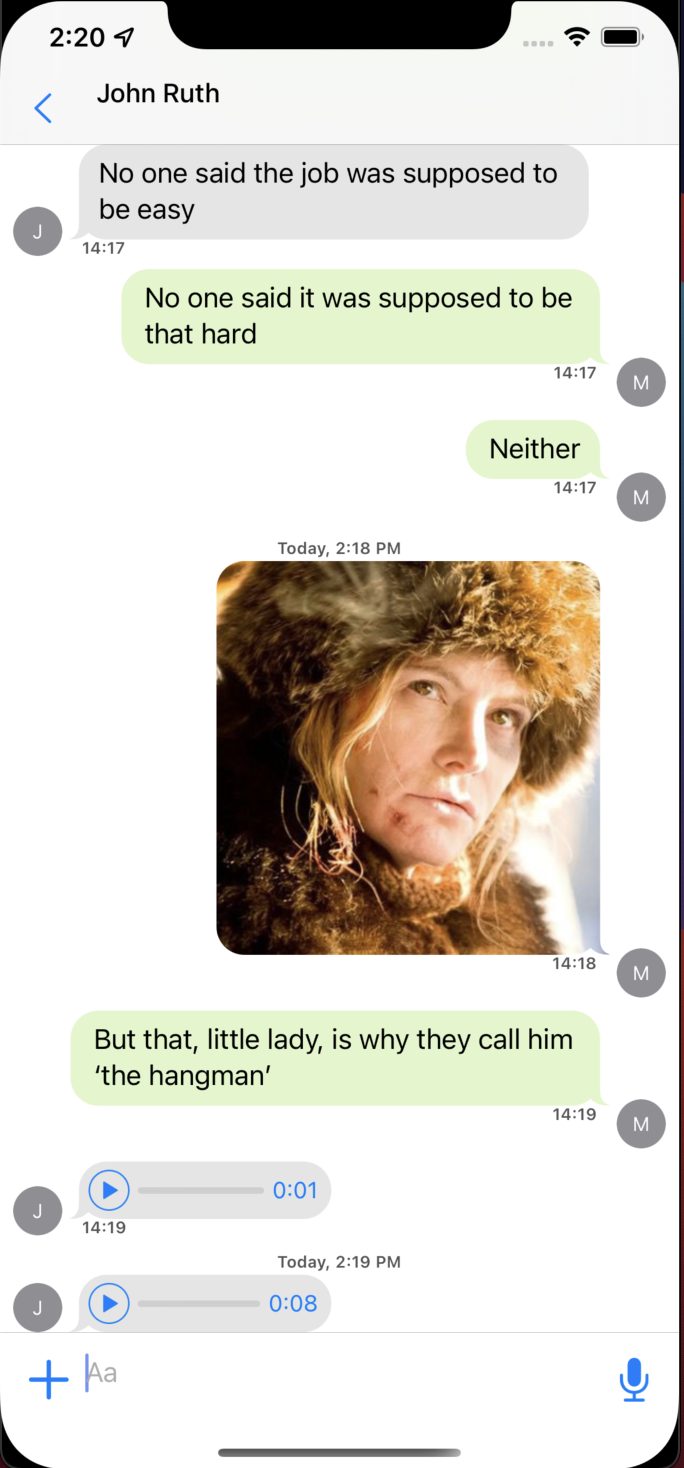 2:20
John Ruth
No one said the job was supposed to
be easy
J
14:17
No one said it was supposed to be
that hard
14:17
M
Neither
14:17
M
Today, 2:18 PM
14:18
M
But that, little lady, is why they call him
‘the hangman’
14:19
M
0:01
J
14:19
Today, 2:19 PM
0:08
J
Aa